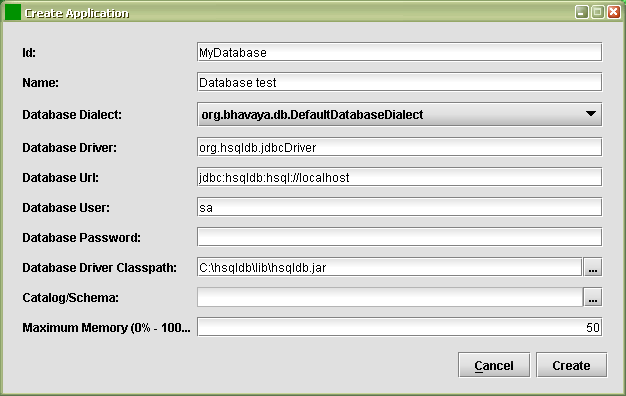 Create Application
Id: MyDatabase
Name: Database test
Database Dialect: org.bhavaya.db.DefaultDatabaseDialect
Database Driver: org.hsqldb.jdbcDriver
Database Url: jdbc:hsqldb:hsql://localhost
Database User: sa
Database Password:
Database Driver Classpath: C:\hsqldb\lib\hsqldb.jar ...
Catalog/Schema: ...
Maximum Memory (0% - 100... 50
Cancel Create